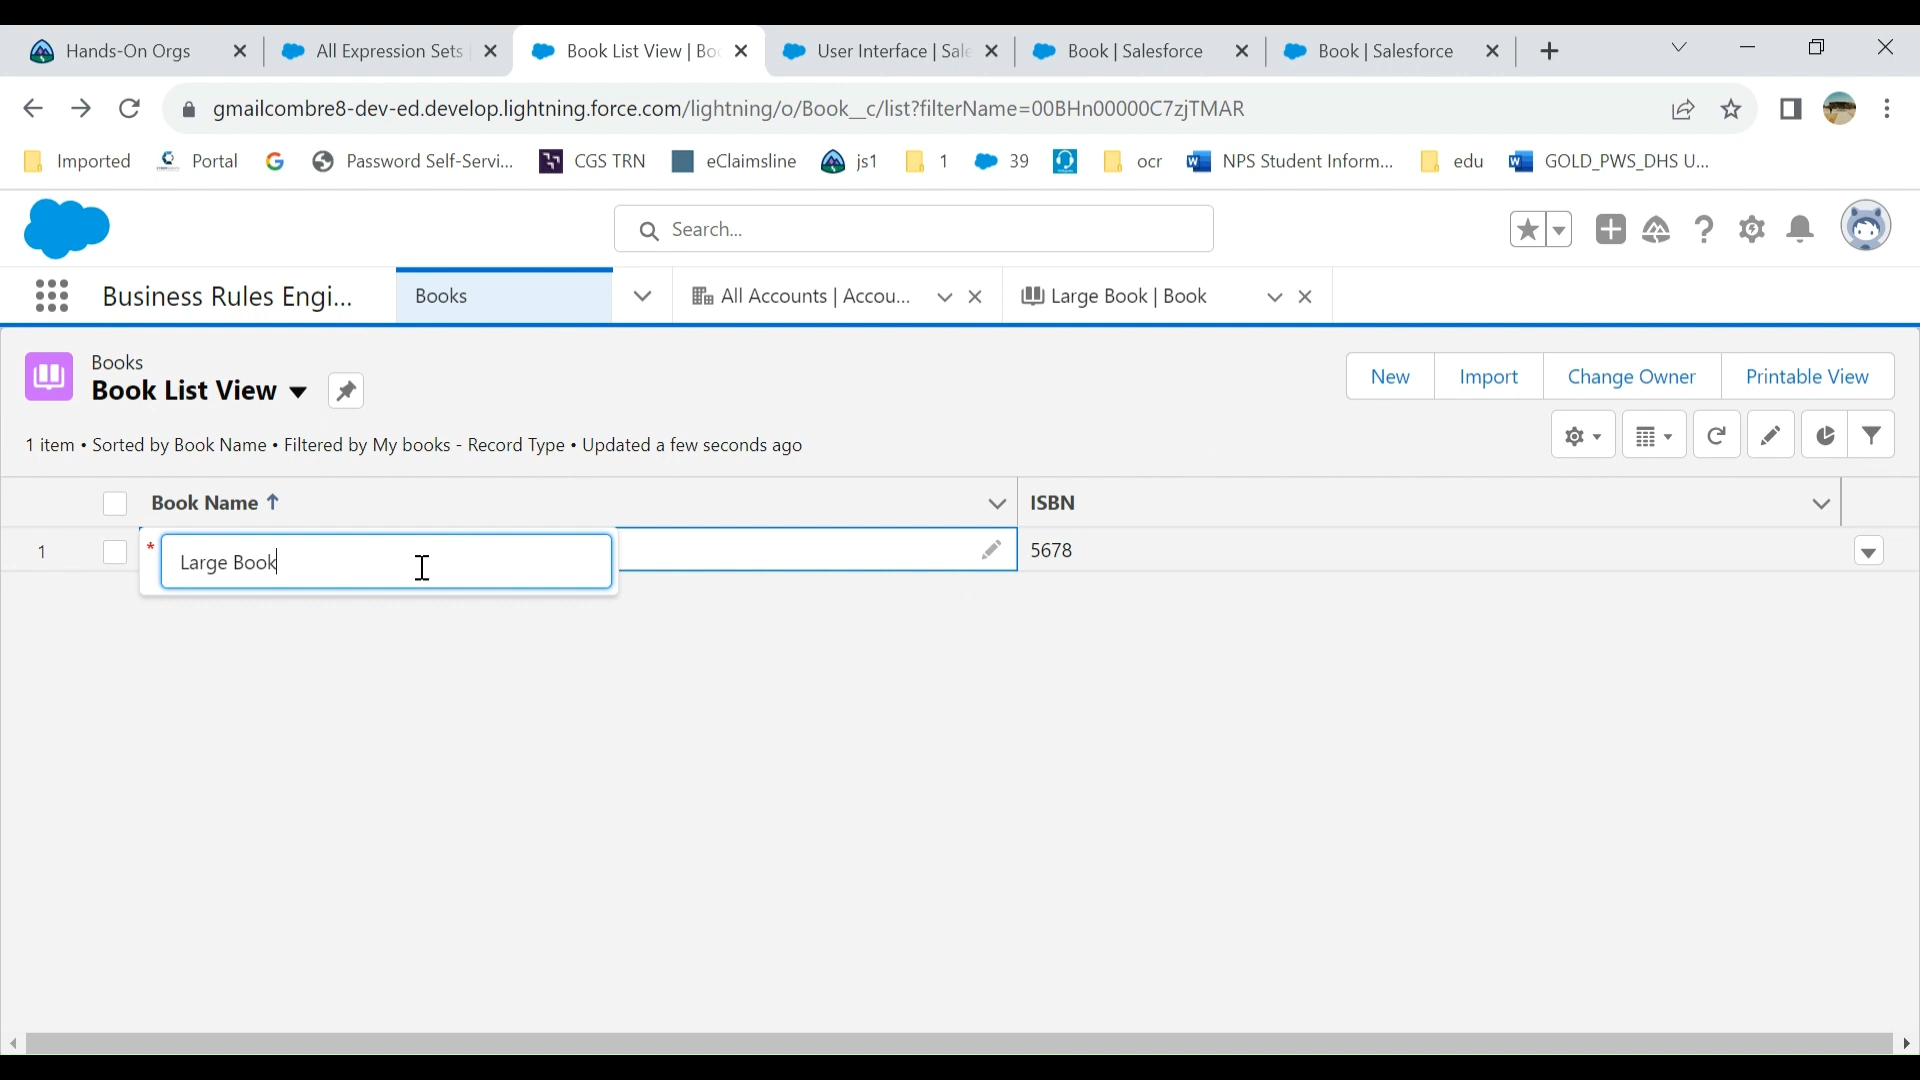 Hands-On Orgs
All Expression Sets
Book List View | Boo
User Interface | Sale
Book | Salesforce
Book | Salesforce
gmailcombre8-dev-ed.develop.lightning.force.com/lightning/o/Book__c/list?filterName=00BHn00000C7zjTMAR
Imported
Portal
Password Self-Servi...
CGS TRN
eClaimsline
js1
1
39
ocr
NPS Student Inform...
edu
GOLD_PWS_DHS U...
Search...
Business Rules Engi...
Books
All Accounts | Accou...
Large Book | Book
Books
Book List View
New
Import
Change Owner
Printable View
1 item • Sorted by Book Name • Filtered by My books - Record Type • Updated a few seconds ago
Book Name
ISBN
1
* Large Book
5678